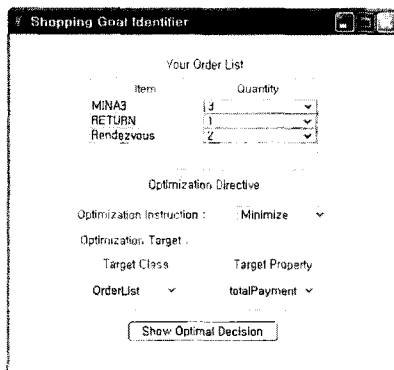 Shopping Goal Identifier
Your Order List
Item Quantity
MINA3 3
RETURN 1
Rendezvous 2
Optimization Directive
Optimization Instruction : Minimize
Optimization Target :
Target Class Target Property
OrderList totalPayment
Show Optimal Decision